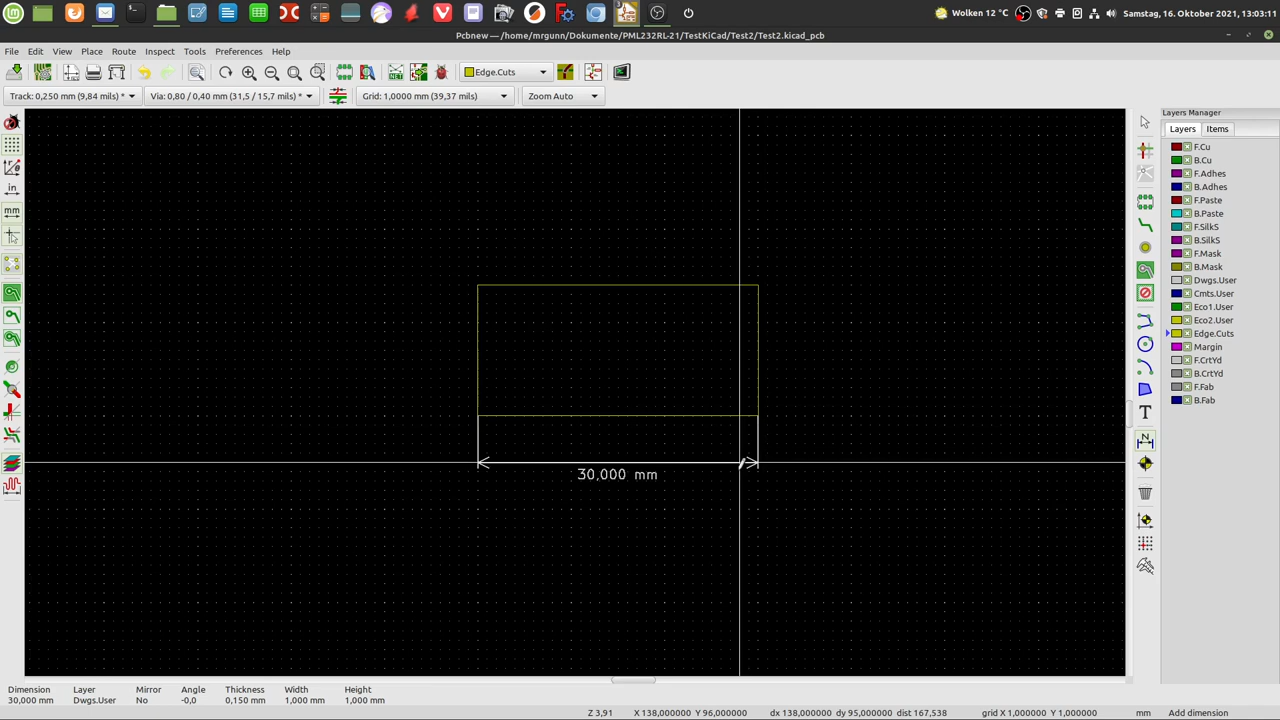 Wolken 12 °C
Samstag, 16. Oktober 2021, 13:03
Pcbnew — /home/mrgunn/Dokumente/PML232RL-21/TestKiCad/Test2/Test2.kicad_pcb
File Edit View Place Route Inspect Tools Preferences Help
Edge.Cuts
Track: 0,250 mm (9,84 mils) *
Via: 0,80 / 0,40 mm (31,5 / 15,7 mils) *
Grid: 1,0000 mm (39,37 mils)
Zoom Auto
in
mm
30,000 mm
Layers Manager
Layers Items
F.Cu
B.Cu
F.Adhes
B.Adhes
F.Paste
B.Paste
F.SilkS
B.SilkS
F.Mask
B.Mask
Dwgs.User
Cmts.User
Eco1.User
Eco2.User
Edge.Cuts
Margin
F.CrtYd
B.CrtYd
F.Fab
B.Fab
T
N
Dimension Layer Mirror Angle Thickness Width Height
30,000 mm Dwgs.User No -0,0 0,150 mm 1,000 mm 1,000 mm
Z 3,91 X 138,000000 Y 96,000000 dx 138,000000 dy 95,000000 dist 167,538 grid X 1,000000 Y 1,000000 mm Add dimension